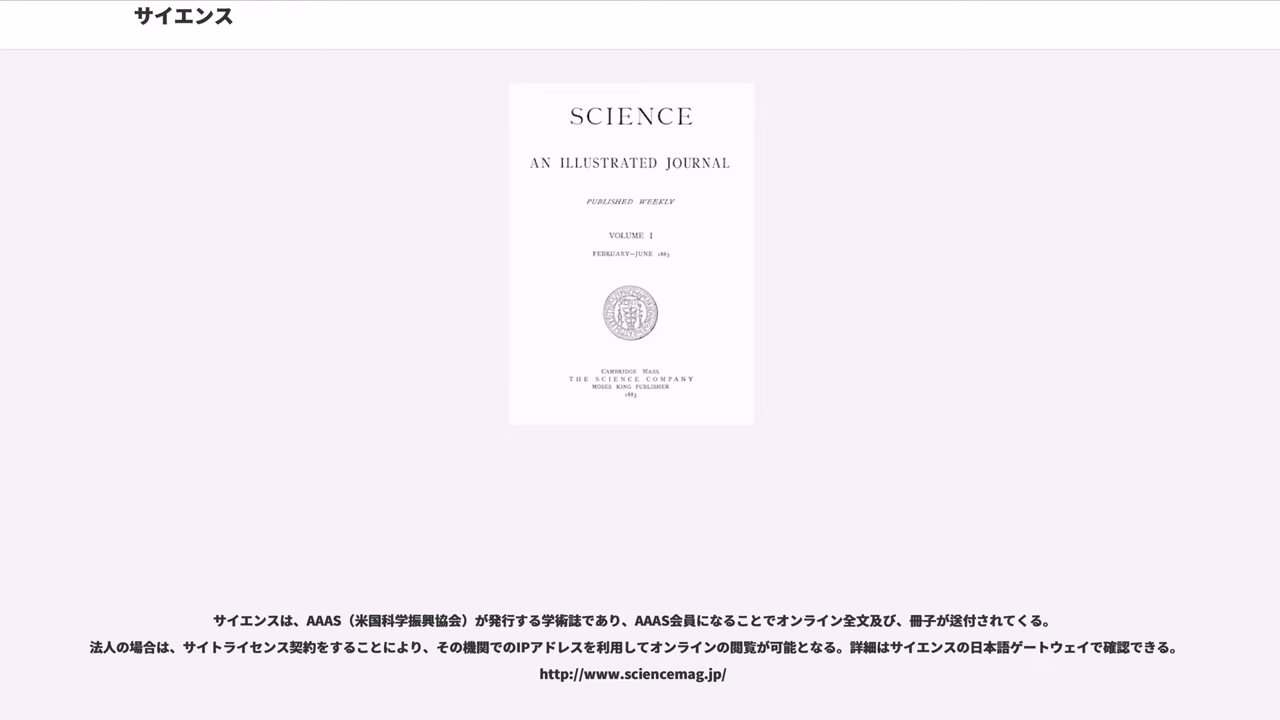 サイエンス
SCIENCE
AN ILLUSTRATED JOURNAL
PUBLISHED WEEKLY
VOLUME I
FEBRUARY—JUNE 1883
CAMBRIDGE MASS.
THE SCIENCE COMPANY
MOSES KING PUBLISHER
1883
サイエンスは、AAAS（米国科学振興協会）が発行する学術誌であり、AAAS会員になることでオンライン全文及び、冊子が送付されてくる。
法人の場合は、サイトライセンス契約をすることにより、その機関でのIPアドレスを利用してオンラインの閲覧が可能となる。詳細はサイエンスの日本語ゲートウェイで確認できる。
http://www.sciencemag.jp/